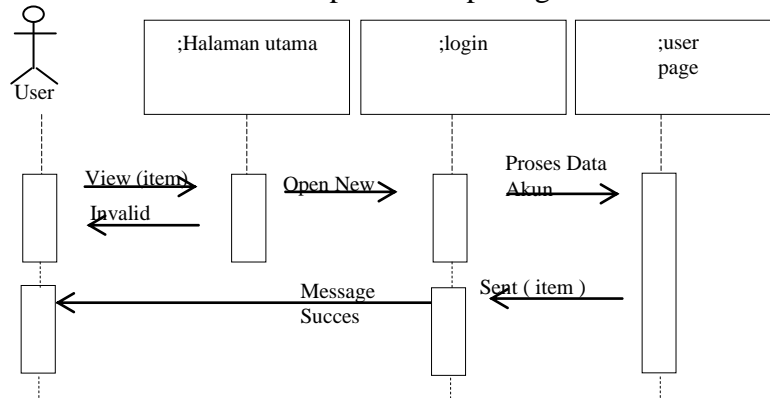 ;Halaman utama
;login
;user
page
User
View (item)
Open New
Proses Data
Akun
Invalid
Message
Succes
Sent ( item )